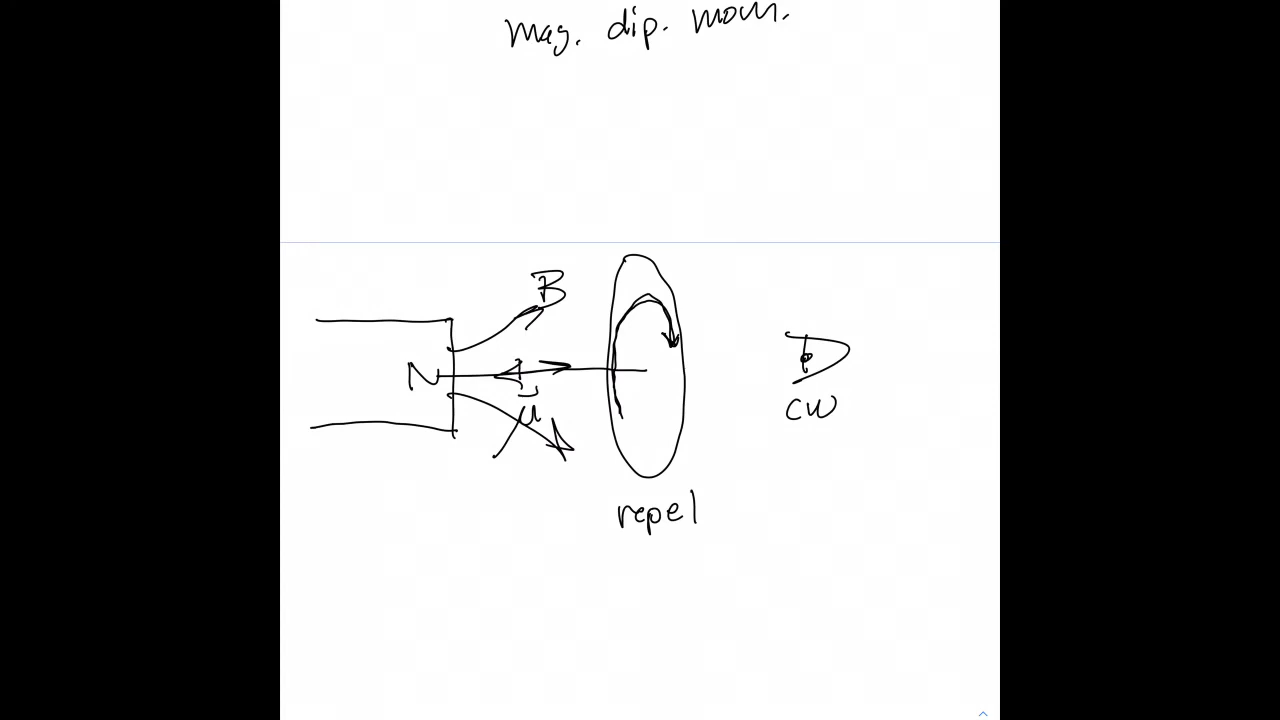 mag. dip. mom.
B
N
μ
CW
repel